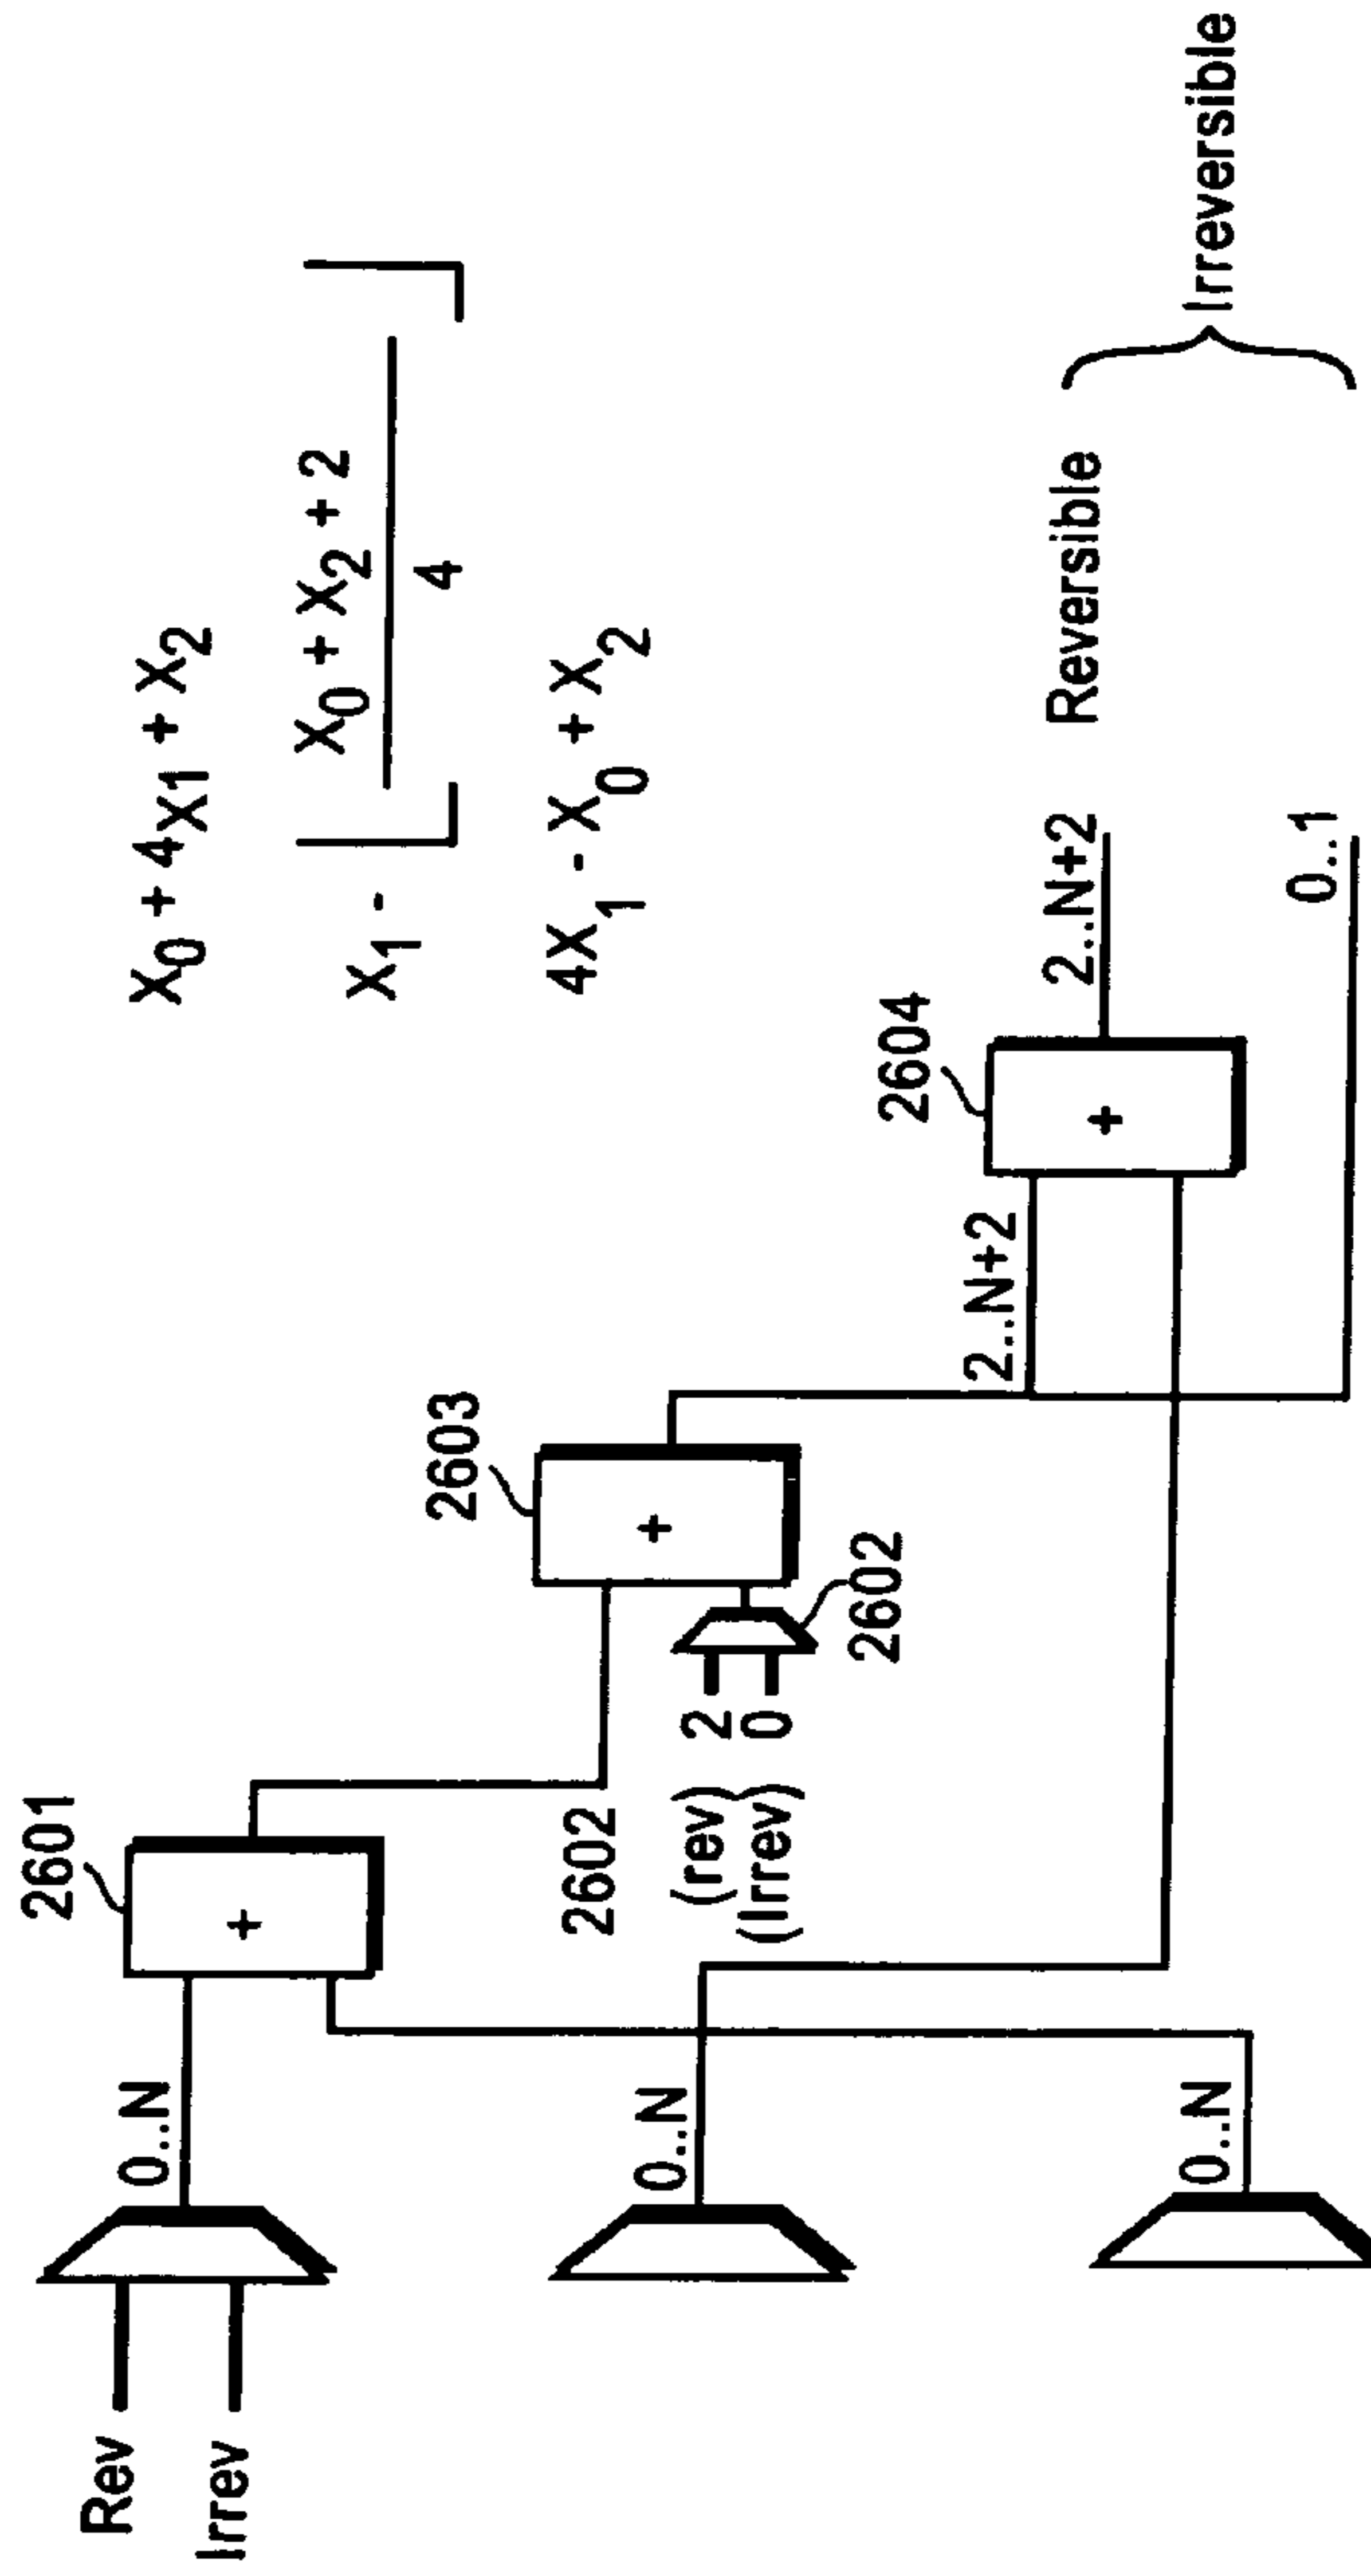 2601
Rev
0..N
X₀ + 4X₁ + X₂
Irrev
+
X₀ + X₂ + 2
X₁ -
4
2603
4X₁ - X₀ + X₂
2602
+
0..N
(rev) 2
(Irrev) 0
2602
2604
2..N+2
2..N+2
Reversible
+
0..N
Irreversible
0..1